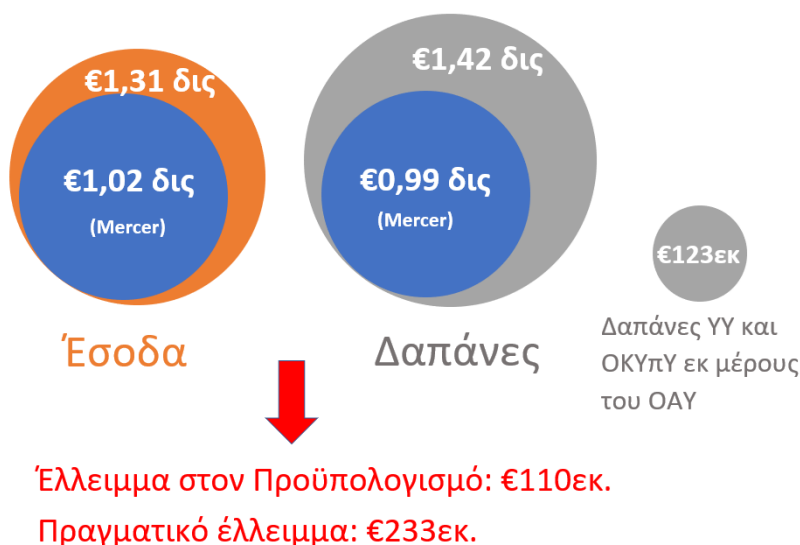 €1,31 δις
€1,02 δις
(Mercer)
Έσοδα
€1,42 δις
€0,99 δις
(Mercer)
Δαπάνες
€123εκ
Δαπάνες ΥΥ και
ΟΚΥπΥ εκ μέρους
του ΟΑΥ
Έλλειμμα στον Προϋπολογισμό: €110εκ.
Πραγματικό έλλειμμα: €233εκ.